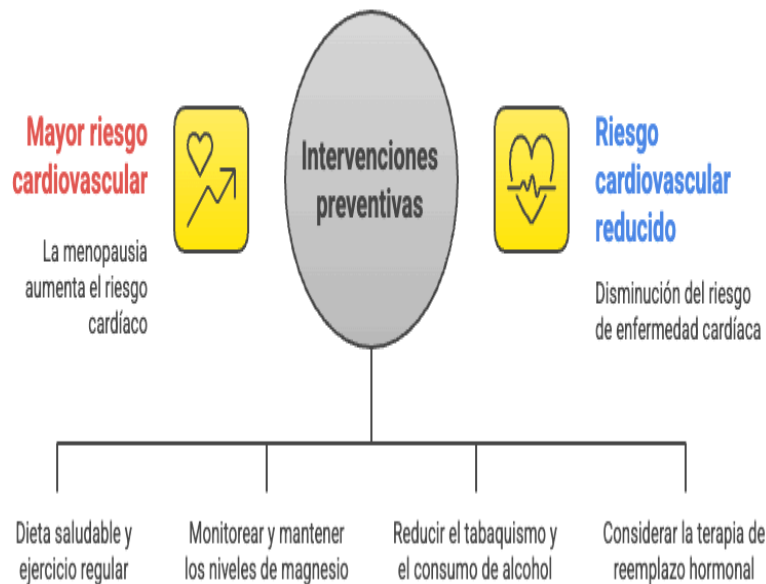 Mayor riesgo
cardiovascular
La menopausia
aumenta el riesgo
cardíaco
Intervenciones
preventivas
Riesgo
cardiovascular
reducido
Disminución del riesgo
de enfermedad cardíaca
Dieta saludable y
ejercicio regular
Monitorear y mantener
los niveles de magnesio
Reducir el tabaquismo y
el consumo de alcohol
Considerar la terapia de
reemplazo hormonal